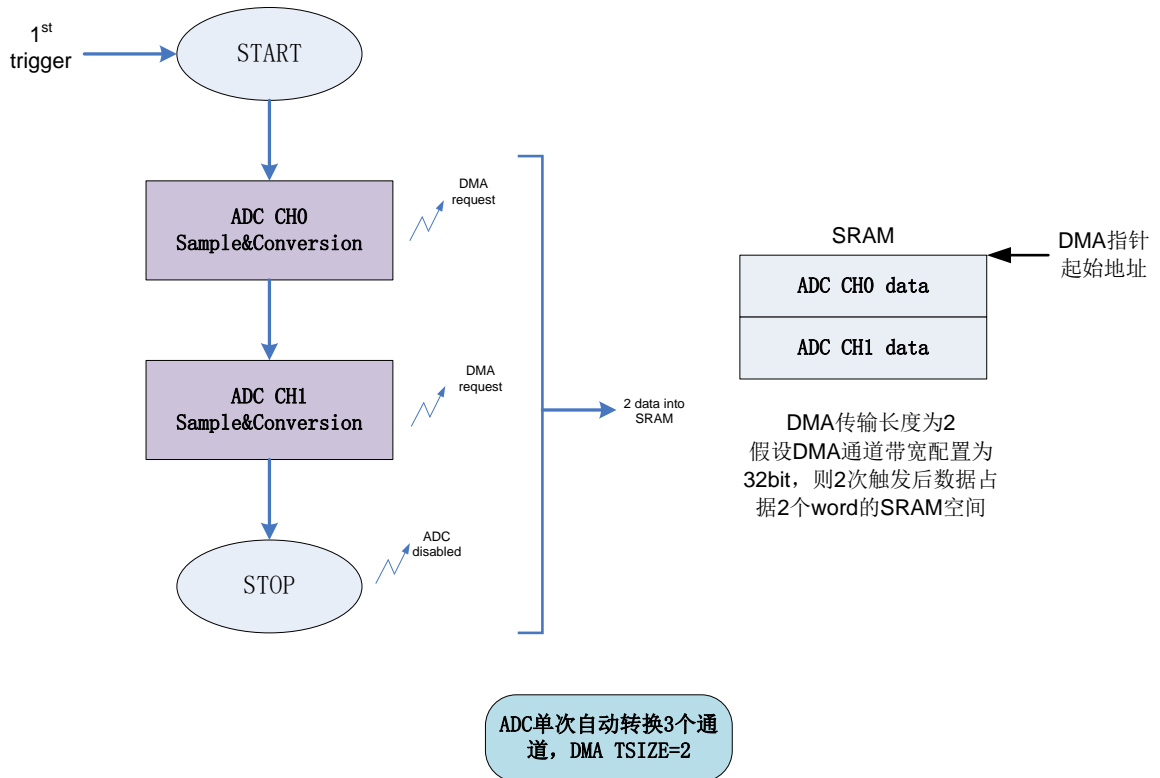 1st
trigger
START
ADC CH0
Sample&Conversion
DMA
request
ADC CH1
Sample&Conversion
DMA
request
STOP
ADC
disabled
2 data into
SRAM
SRAM
DMA指针
起始地址
ADC CH0 data
ADC CH1 data
DMA传输长度为2
假设DMA通道带宽配置为
32bit，则2次触发后数据占
据2个word的SRAM空间
ADC单次自动转换3个通
道，DMA TSIZE=2